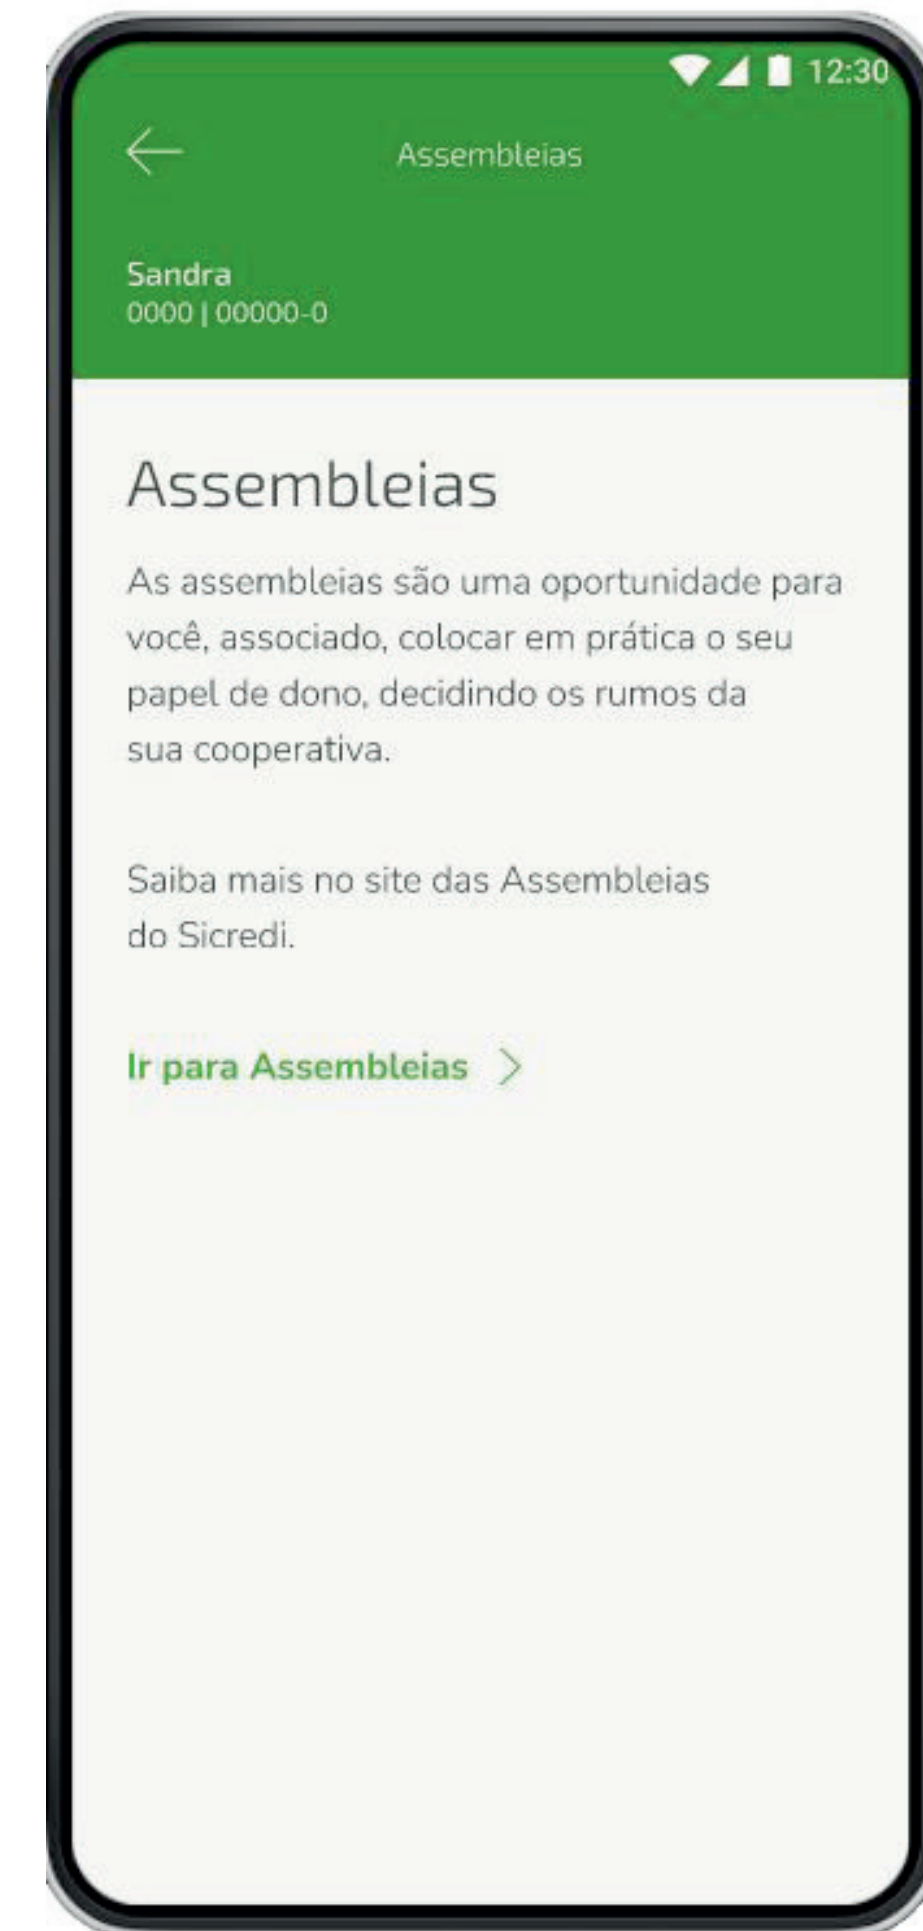 12:30
Assembleias
Sandra
0000 | 00000-0
Assembleias
As assembleias são uma oportunidade para
você, associado, colocar em prática o seu
papel de dono, decidindo os rumos da
sua cooperativa.
Saiba mais no site das Assembleias
do Sicredi.
Ir para Assembleias